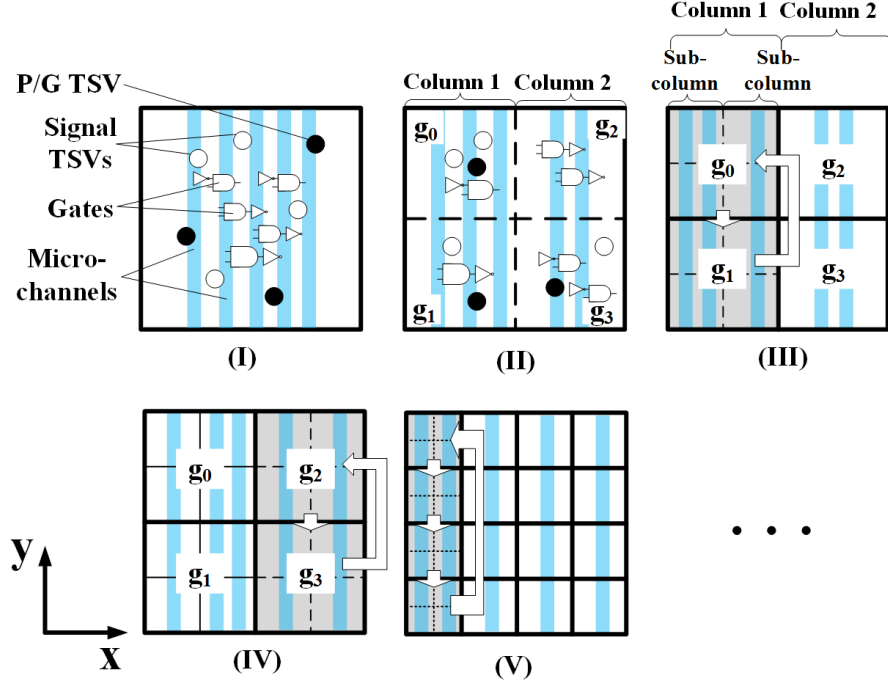 Column 1 Column 2
Sub-
column
Sub-
column
P/G TSV
Signal
TSVs
Gates
Micro-
channels
(I)
Column 1 Column 2
g0 g2
g1 g3
(II)
g0 g2
g1 g3
(III)
g0 g2
g1 g3
(IV)
(V)
y
x